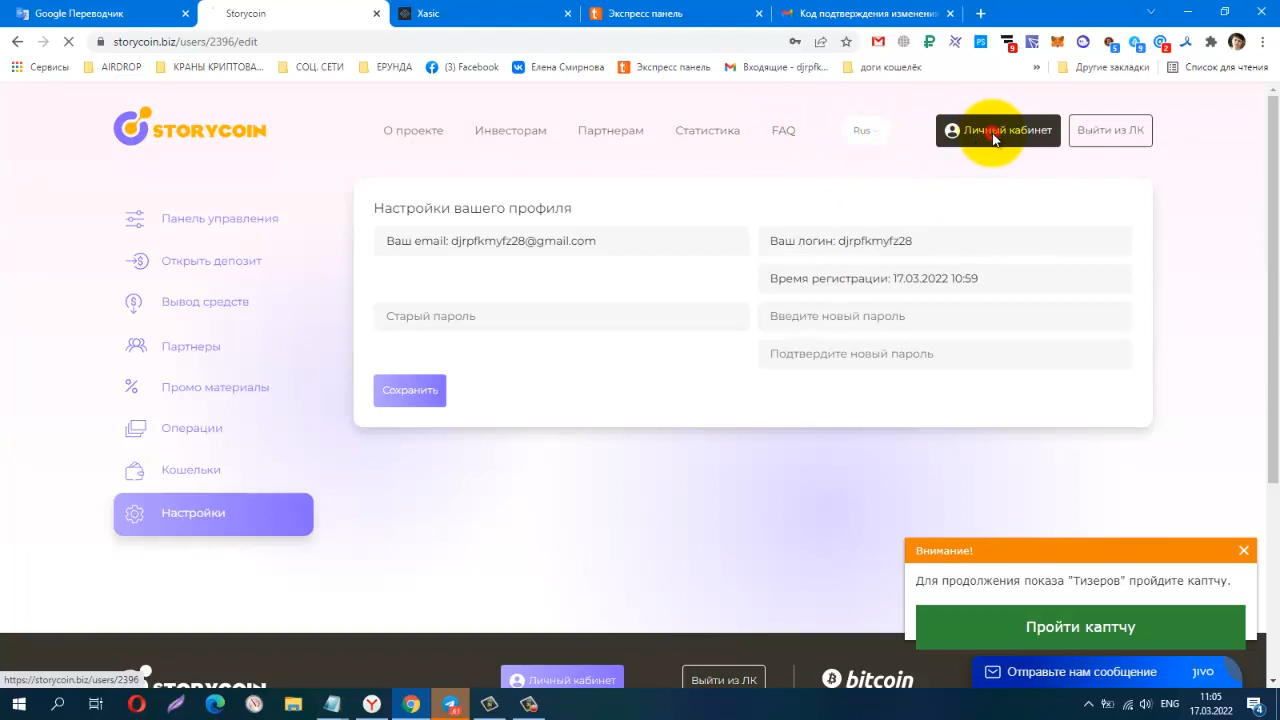 Google Переводчик
Storycoin
Xasic
Экспресс панель
Код подтверждения изменения
storycoin.biz/users/2396/edit
Сервисы
AIRDROP
КРАНЫ КРИПТОВА...
СОЦ. СЕТИ
ЕРУНДА
(3) Facebook
Елена Смирнова
Экспресс панель
Входящие - djrpfk...
доги кошелёк
»
Другие закладки
Список для чтения
STORYCOIN
О проекте
Инвесторам
Партнерам
Статистика
FAQ
Rus
Личный кабинет
Выйти из ЛК
Панель управления
Открыть депозит
Вывод средств
Партнеры
Промо материалы
Операции
Кошельки
Настройки
Настройки вашего профиля
Ваш email: djrpfkmyfz28@gmail.com
Ваш логин: djrpfkmyfz28
Время регистрации: 17.03.2022 10:59
Старый пароль
Введите новый пароль
Подтвердите новый пароль
Сохранить
Внимание!
Для продолжения показа "Тизеров" пройдите каптчу.
Пройти каптчу
Отправьте нам сообщение
jivo
https://storycoin.biz/users/2396
STORYCOIN
Личный кабинет
Выйти из ЛК
bitcoin
ENG
11:05
17.03.2022